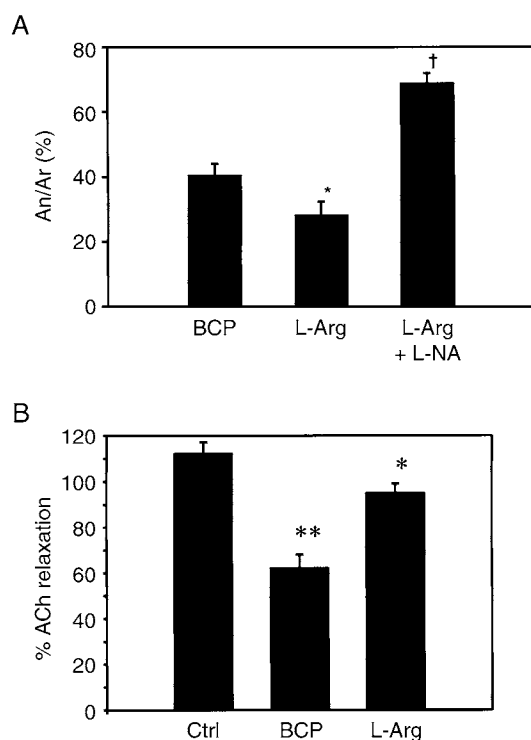 A
80
60
40
20
0
An/Ar (%)
*
†
BCP
L-Arg
L-Arg
+ L-NA
B
120
100
80
60
40
20
0
% ACh relaxation
**
*
Ctrl
BCP
L-Arg